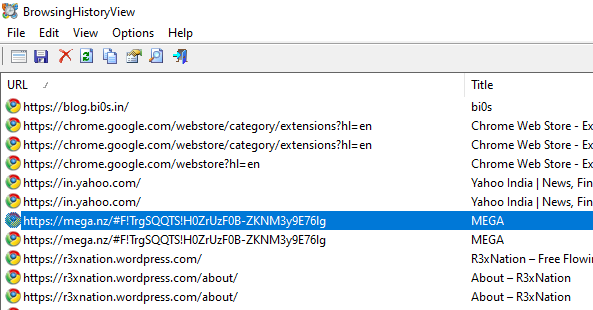 BrowsingHistoryView
File Edit View Options Help
URL Title
https://blog.bi0s.in/ bi0s
https://chrome.google.com/webstore/category/extensions?hl=en Chrome Web Store - Ex
https://chrome.google.com/webstore/category/extensions?hl=en Chrome Web Store - Ex
https://chrome.google.com/webstore?hl=en Chrome Web Store - Ex
https://in.yahoo.com/ Yahoo India | News, Fin
https://in.yahoo.com/ Yahoo India | News, Fin
https://mega.nz/#F!TrgSQQTS!H0ZrUzF0B-ZKNM3y9E76lg MEGA
https://mega.nz/#F!TrgSQQTS!H0ZrUzF0B-ZKNM3y9E76lg MEGA
https://r3xnation.wordpress.com/ R3xNation – Free Flowin
https://r3xnation.wordpress.com/about/ About – R3xNation
https://r3xnation.wordpress.com/about/ About – R3xNation